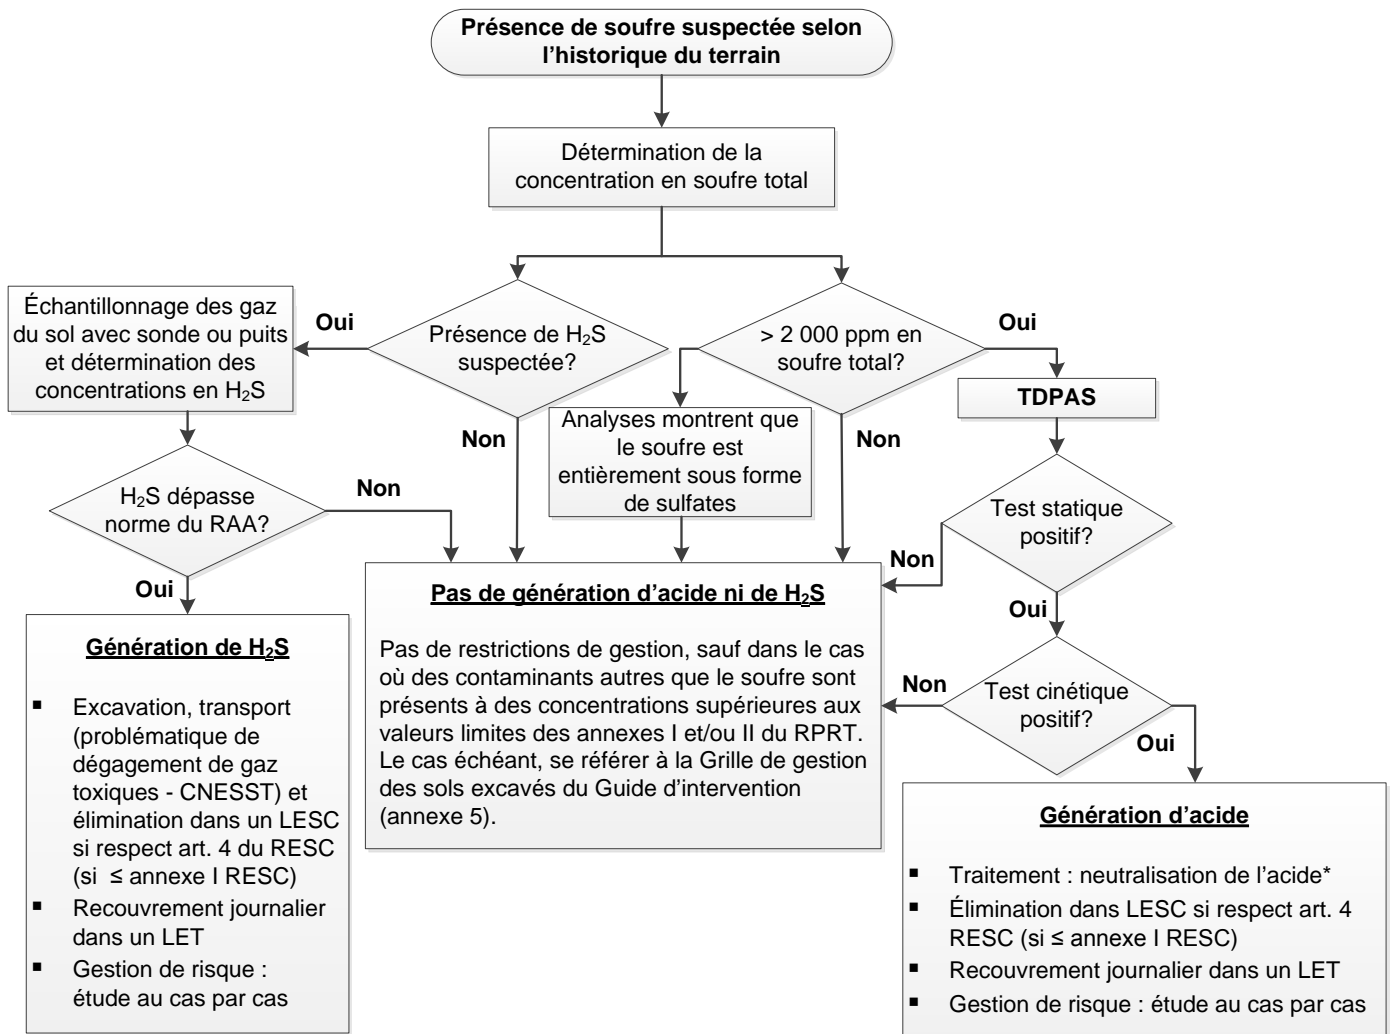 Présence de soufre suspectée selon
l'historique du terrain
Détermination de la
concentration en soufre total
Échantillonnage des gaz
du sol avec sonde ou puits
et détermination des
concentrations en H₂S
Oui
Présence de H₂S
suspectée?
> 2 000 ppm en
soufre total?
Oui
TDPAS
Non
Analyses montrent que
le soufre est
entièrement sous forme
de sulfates
Non
H₂S dépasse
norme du RAA?
Non
Test statique
positif?
Non
Oui
Oui
Pas de génération d'acide ni de H₂S
Pas de restrictions de gestion, sauf dans le cas
où des contaminants autres que le soufre sont
présents à des concentrations supérieures aux
valeurs limites des annexes I et/ou II du RPRT.
Le cas échéant, se référer à la Grille de gestion
des sols excavés du Guide d'intervention
(annexe 5).
Non
Test cinétique
positif?
Oui
Génération de H₂S
▪ Excavation, transport
(problématique de
dégagement de gaz
toxiques - CNESST) et
élimination dans un LESC
si respect art. 4 du RESC
(si ≤ annexe I RESC)
▪ Recouvrement journalier
dans un LET
▪ Gestion de risque :
étude au cas par cas
Génération d'acide
▪ Traitement : neutralisation de l'acide*
▪ Élimination dans LESC si respect art. 4
RESC (si ≤ annexe I RESC)
▪ Recouvrement journalier dans un LET
▪ Gestion de risque : étude au cas par cas